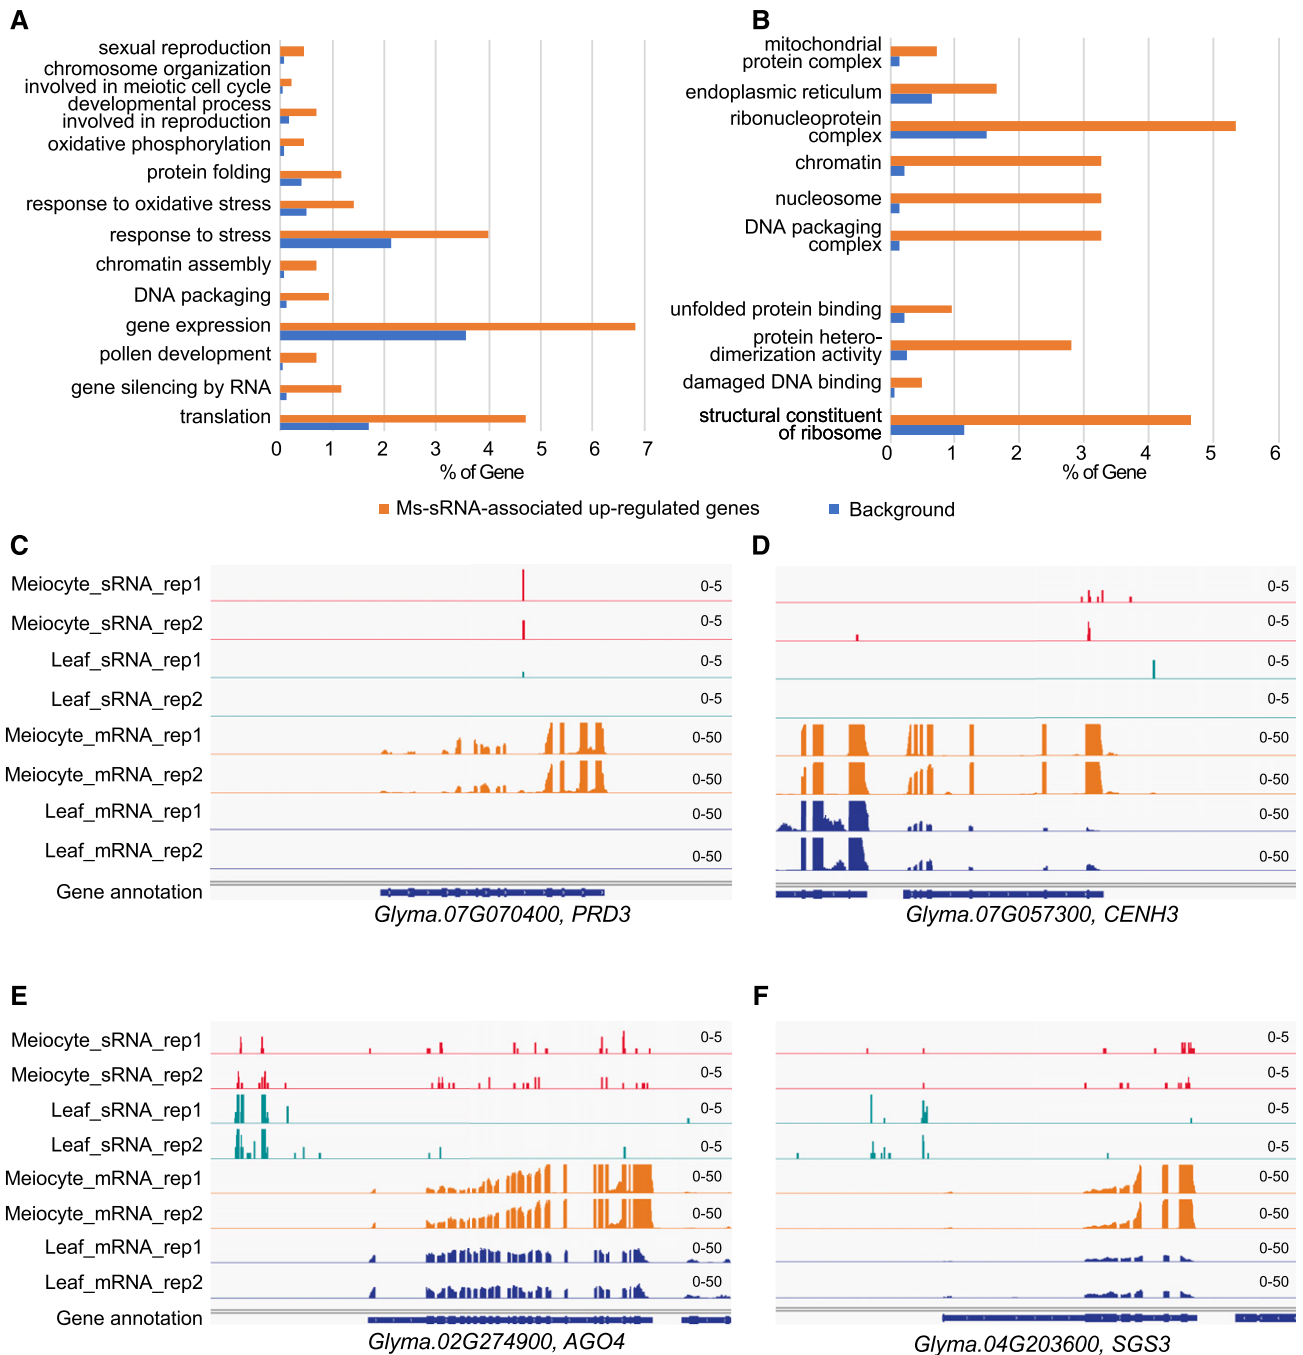 A
sexual reproduction
chromosome organization
involved in meiotic cell cycle
developmental process
involved in reproduction
oxidative phosphorylation
protein folding
response to oxidative stress
response to stress
chromatin assembly
DNA packaging
gene expression
pollen development
gene silencing by RNA
translation
0 1 2 3 4 5 6 7
% of Gene
B
mitochondrial
protein complex
endoplasmic reticulum
ribonucleoprotein
complex
chromatin
nucleosome
DNA packaging
complex
unfolded protein binding
protein hetero-
dimerization activity
damaged DNA binding
structural constituent
of ribosome
0 1 2 3 4 5 6
% of Gene
Ms-sRNA-associated up-regulated genes
Background
C
Meiocyte_sRNA_rep1 0-5
Meiocyte_sRNA_rep2 0-5
Leaf_sRNA_rep1 0-5
Leaf_sRNA_rep2 0-5
Meiocyte_mRNA_rep1 0-50
Meiocyte_mRNA_rep2 0-50
Leaf_mRNA_rep1 0-50
Leaf_mRNA_rep2 0-50
Gene annotation
Glyma.07G070400, PRD3
D
0-5
0-5
0-5
0-5
0-50
0-50
0-50
0-50
Glyma.07G057300, CENH3
E
Meiocyte_sRNA_rep1 0-5
Meiocyte_sRNA_rep2 0-5
Leaf_sRNA_rep1 0-5
Leaf_sRNA_rep2 0-5
Meiocyte_mRNA_rep1 0-50
Meiocyte_mRNA_rep2 0-50
Leaf_mRNA_rep1 0-50
Leaf_mRNA_rep2 0-50
Gene annotation
Glyma.02G274900, AGO4
F
0-5
0-5
0-5
0-5
0-50
0-50
0-50
0-50
Glyma.04G203600, SGS3